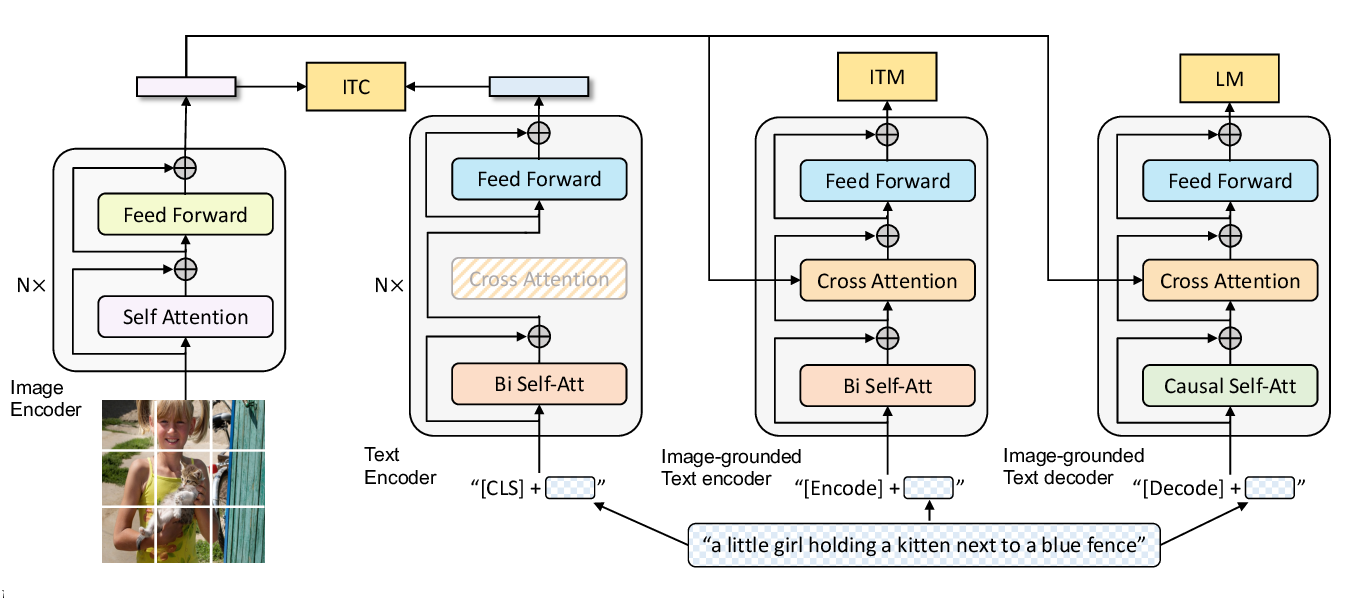 ITC
ITM
LM
Feed Forward
Self Attention
N×
Image
Encoder
Feed Forward
Cross Attention
Bi Self-Att
N×
Text
Encoder
"[CLS] + "
Feed Forward
Cross Attention
Bi Self-Att
Image-grounded
Text encoder
"[Encode] + "
Feed Forward
Cross Attention
Causal Self-Att
Image-grounded
Text decoder
"[Decode] + "
“a little girl holding a kitten next to a blue fence”